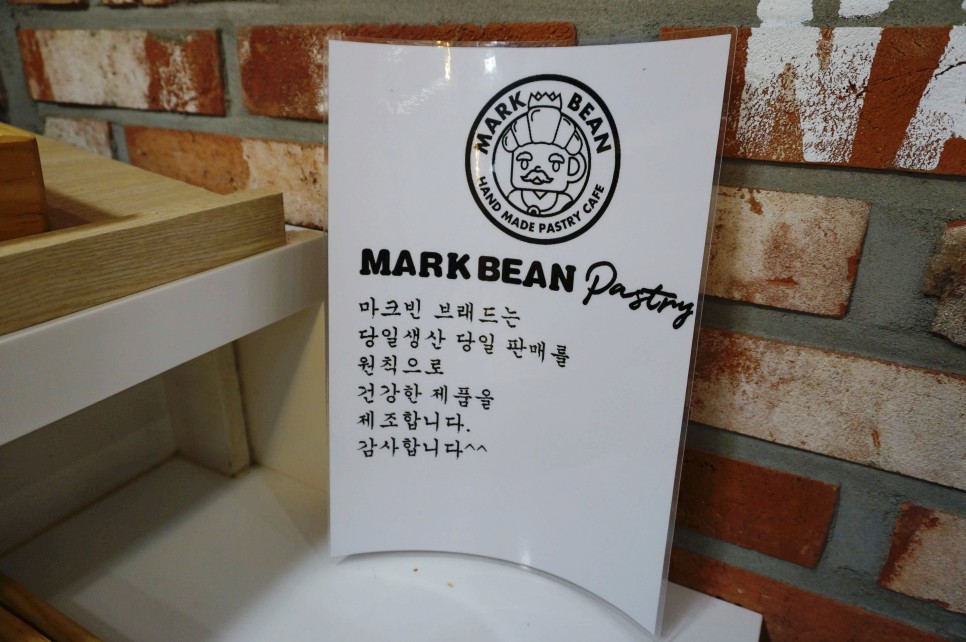 MARK BEAN
HAND MADE PASTRY CAFE
MARK BEAN Pastry
마크빈 브래드는
당일생산 당일 판매를
원칙으로
건강한 제품을
제조합니다.
감사합니다^^